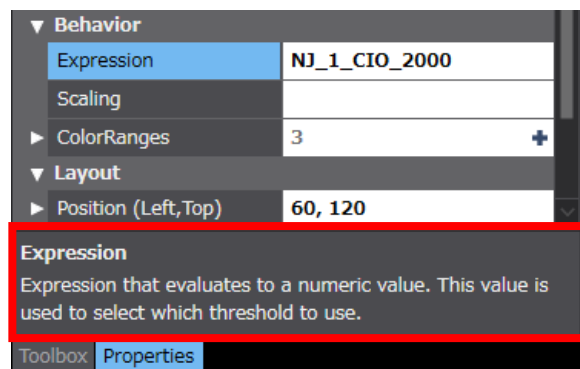 ▼ Behavior
Expression NJ_1_CIO_2000
Scaling
► ColorRanges 3 +
▼ Layout
► Position (Left,Top) 60, 120
Expression
Expression that evaluates to a numeric value. This value is
used to select which threshold to use.
Toolbox Properties